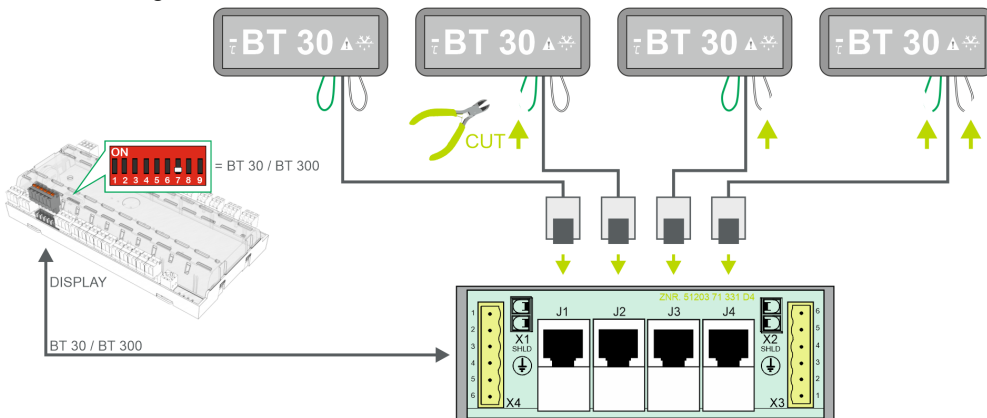 BT 30
BT 30
BT 30
BT 30
CUT
ON
1 2 3 4 5 6 7 8 9
= BT 30 / BT 300
DISPLAY
BT 30 / BT 300
ZNR. 51203 71 331 D4
J1 J2 J3 J4
X1
SHLD
X2
SHLD
1
2
3
4
5
6
X4
6
5
4
3
2
1
X3